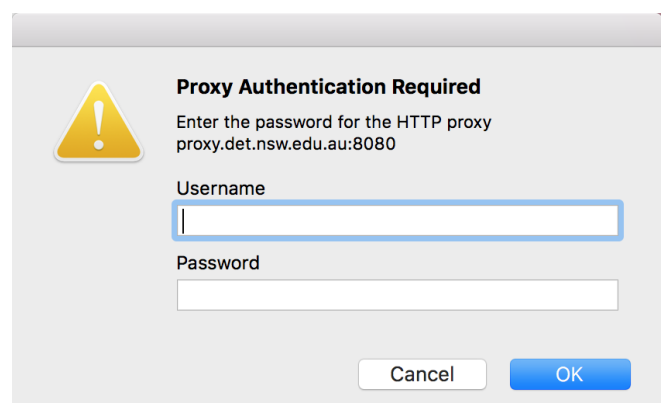 Proxy Authentication Required
Enter the password for the HTTP proxy
proxy.det.nsw.edu.au:8080
Username
Password
Cancel
OK